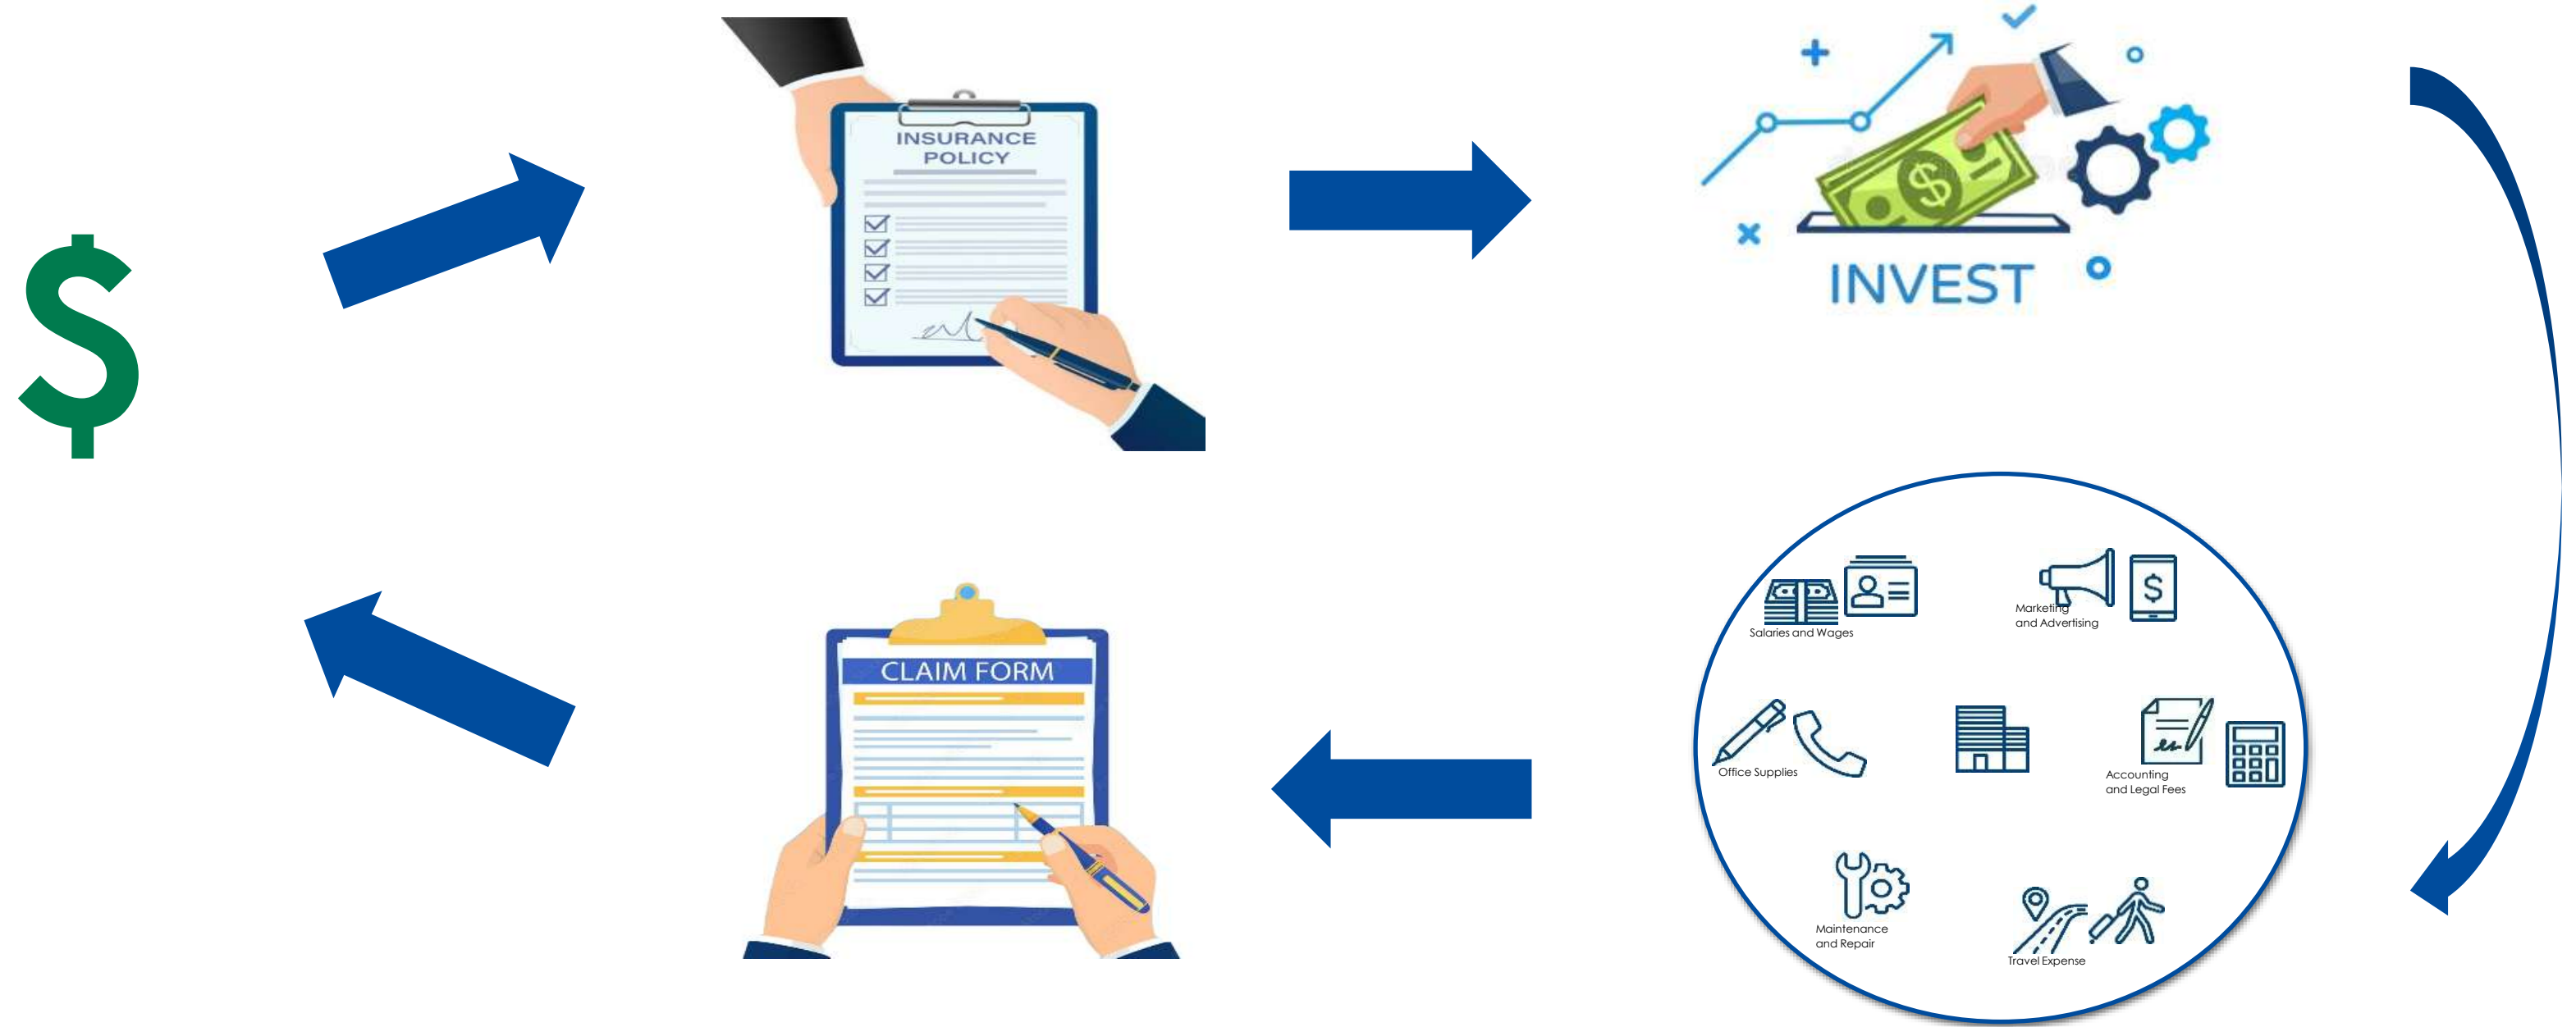 $
INSURANCE
POLICY
$
INVEST
Salaries and Wages
$
Marketing
and Advertising
Office Supplies
Accounting
and Legal Fees
Maintenance
and Repair
Travel Expense
CLAIM FORM